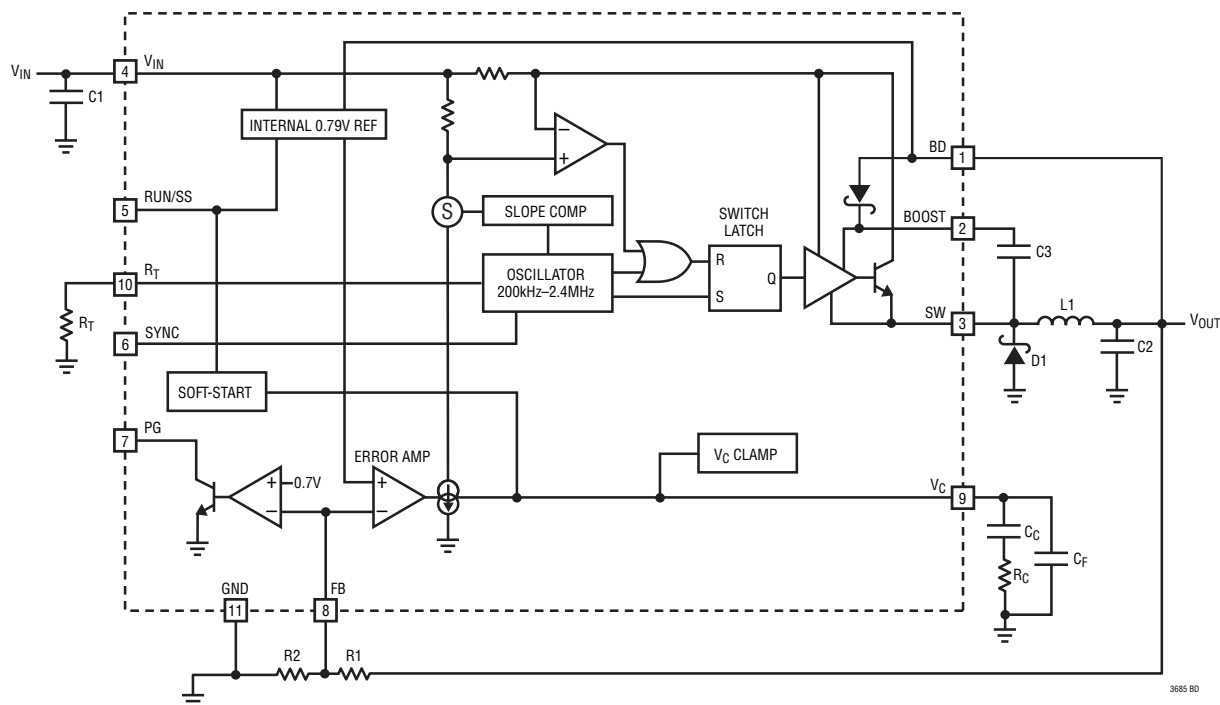 VIN
C1
4
VIN
INTERNAL 0.79V REF
–
+
BD
1
5
RUN/SS
S
SLOPE COMP
SWITCH
LATCH
BOOST
2
C3
10
RT
RT
OSCILLATOR
200kHz–2.4MHz
R
S
Q
SW
3
L1
VOUT
C2
D1
6
SYNC
SOFT-START
7
PG
+
–
0.7V
ERROR AMP
+
–
VC CLAMP
VC
9
CC
RC
CF
GND
11
FB
8
R2
R1
3685 BD